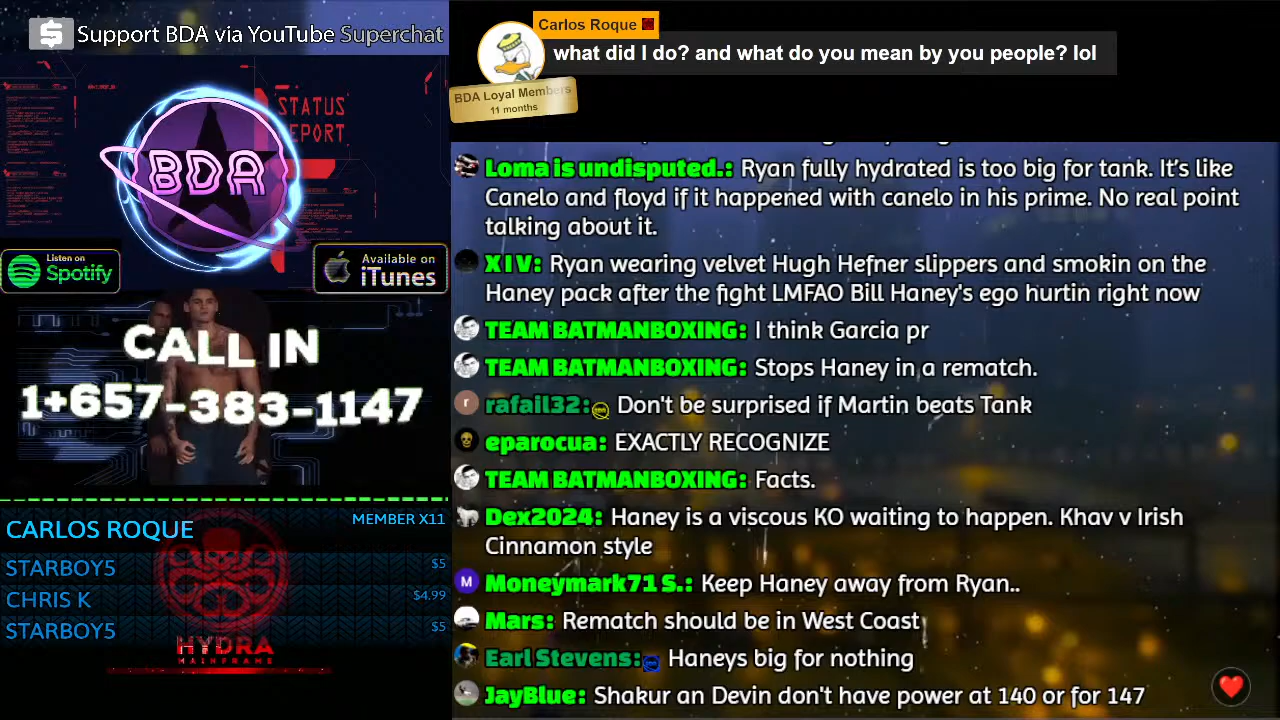 Support BDA via YouTube Superchat
STATUS
REPORT
BDA
Listen on
Spotify
Available on
iTunes
CALL IN
1+657-383-1147
CARLOS ROQUE
MEMBER X11
STARBOY5
$5
CHRIS K
$4,99
STARBOY5
$5
HYDRA
MAINFRAME
Carlos Roque
what did I do? and what do you mean by you people? lol
BDA Loyal Members
11 months
Loma is undisputed.: Ryan fully hydrated is too big for tank. It's like
Canelo and floyd if it happened with canelo in his prime. No real point
talking about it.
X I V: Ryan wearing velvet Hugh Hefner slippers and smokin on the
Haney pack after the fight LMFAO Bill Haney's ego hurtin right now
TEAM BATMANBOXING: I think Garcia pr
TEAM BATMANBOXING: Stops Haney in a rematch.
r rafail32: Don't be surprised if Martin beats Tank
eparocua: EXACTLY RECOGNIZE
TEAM BATMANBOXING: Facts.
Dex2024: Haney is a viscous KO waiting to happen. Khav v Irish
Cinnamon style
M Moneymark71 S.: Keep Haney away from Ryan..
Mars: Rematch should be in West Coast
Earl Stevens: Haneys big for nothing
JayBlue: Shakur an Devin don't have power at 140 or for 147